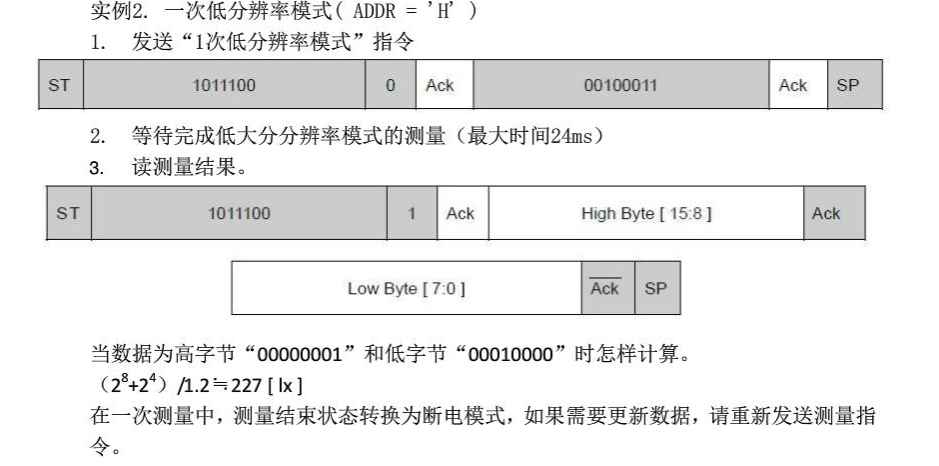 实例2. 一次低分辨率模式( ADDR = 'H' )
1. 发送“1次低分辨率模式”指令
ST 1011100 0 Ack 00100011 Ack SP
2. 等待完成低大分分辨率模式的测量（最大时间24ms）
3. 读测量结果。
ST 1011100 1 Ack High Byte [ 15:8 ] Ack
Low Byte [ 7:0 ] Ack SP
当数据为高字节“00000001”和低字节“00010000”时怎样计算。
（2⁸+2⁴）/1.2≒227 [ lx ]
在一次测量中，测量结束状态转换为断电模式，如果需要更新数据，请重新发送测量指
令。